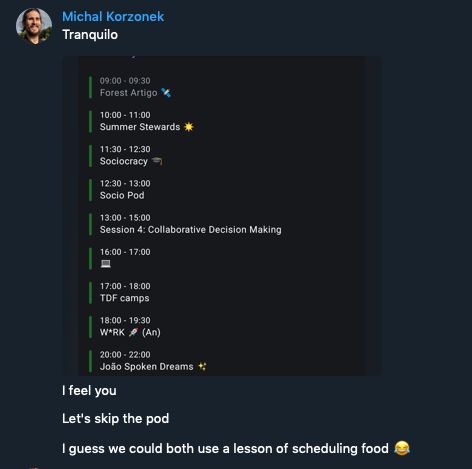 Michal Korzonek
Tranquilo
09:00 - 09:30
Forest Artigo 🛰️
10:00 - 11:00
Summer Stewards ☀️
11:30 - 12:30
Sociocracy 🎓
12:30 - 13:00
Socio Pod
13:00 - 15:00
Session 4: Collaborative Decision Making
16:00 - 17:00
💻
17:00 - 18:00
TDF camps
18:00 - 19:30
W*RK 🚀 (An)
20:00 - 22:00
João Spoken Dreams ✨
I feel you
Let's skip the pod
I guess we could both use a lesson of scheduling food 😂